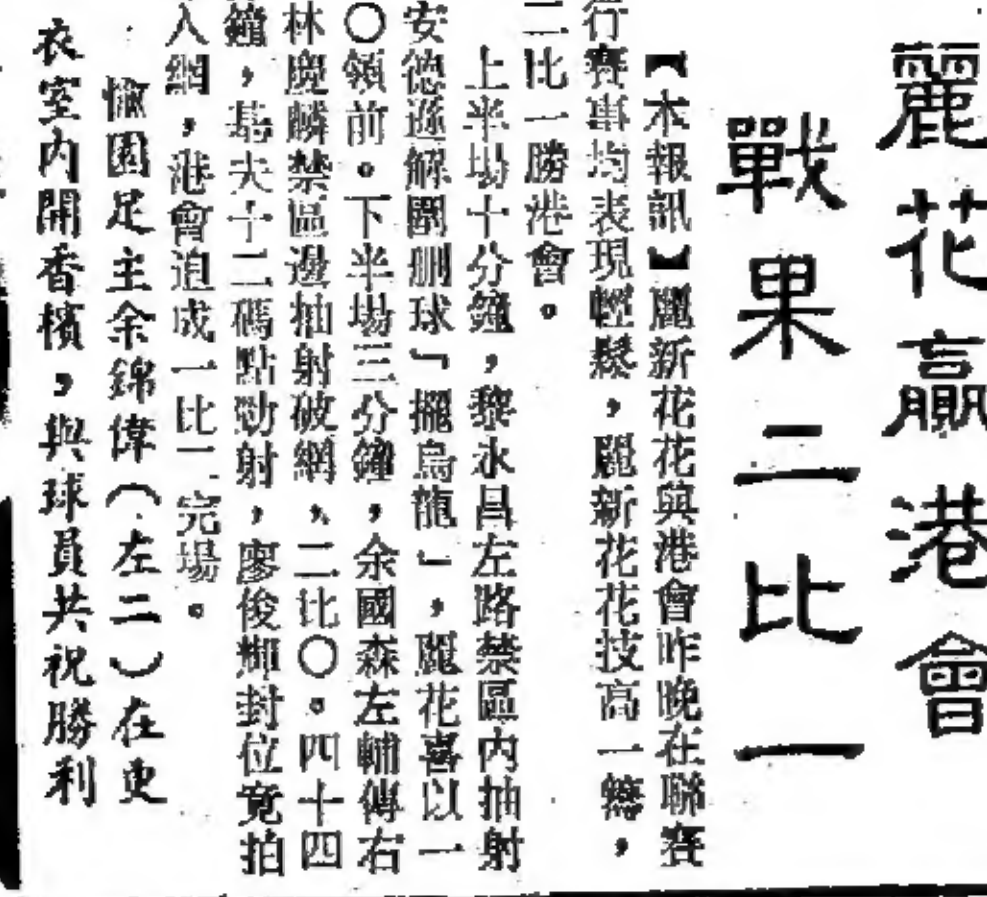 麗花贏港會
戰果二比一
【本報訊】麗新花花與港會昨晚在聯賽
行賽事均表現輕鬆,麗新花花技高一籌,
二比一勝港會。
上半場十分鐘,黎永昌左路禁區內抽射
安德遜解圍刪球『擺烏龍』,麗花喜以一
〇領前。下半場三分鐘,余國森左輔傳右
林慶麟禁區邊抽射破網,二比〇。四十四
鐘,基夫十二碼點勁射,廖俊輝封位竟拍
入網,港會迫成一比二完場。
愉園足主余錦偉(左二)在更
衣室內開香檳,與球員共祝勝利